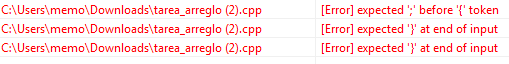 C:\Users\memo\Downloads\tarea_arreglo (2).cpp [Error] expected ';' before '{' token
C:\Users\memo\Downloads\tarea_arreglo (2).cpp [Error] expected '}' at end of input
C:\Users\memo\Downloads\tarea_arreglo (2).cpp [Error] expected '}' at end of input